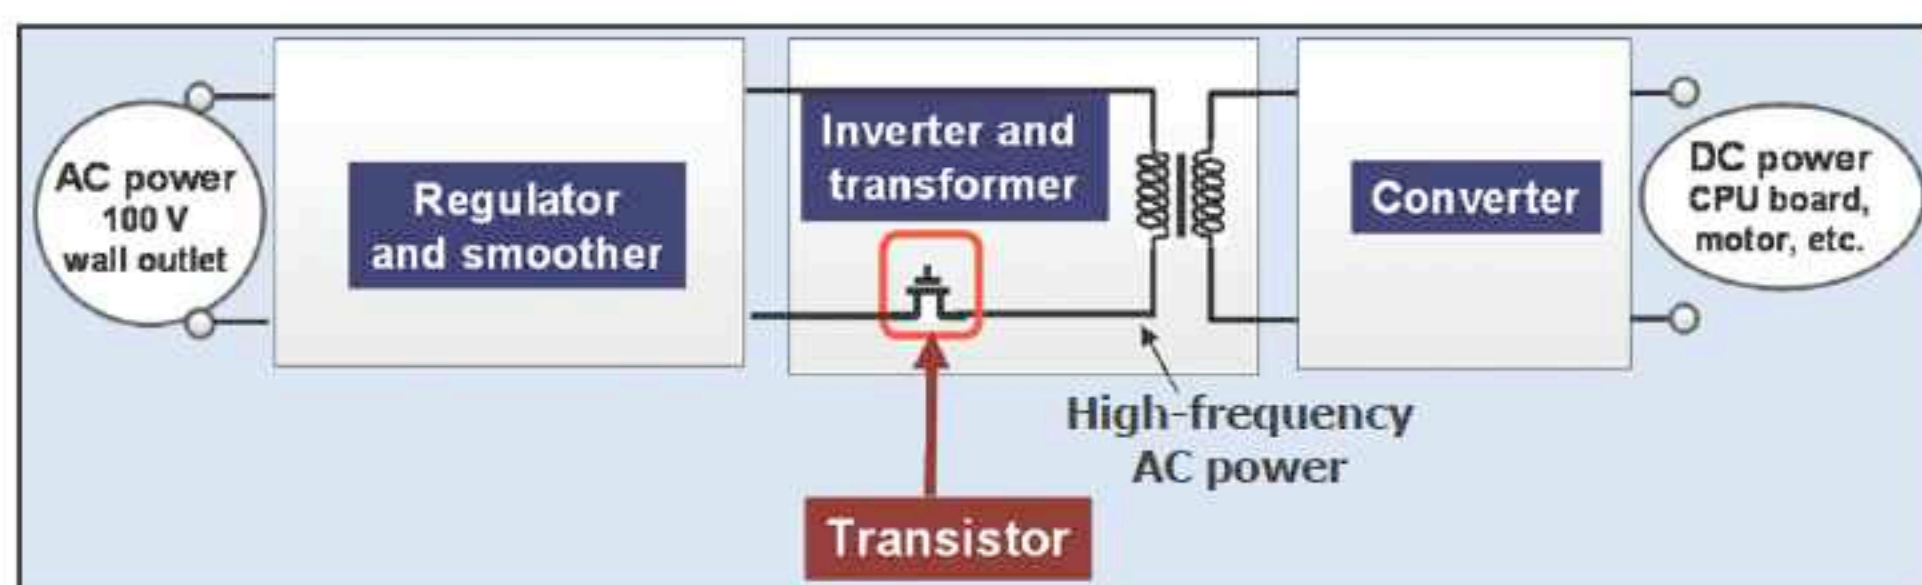 AC power
100 V
wall outlet
Regulator
and smoother
Inverter and
transformer
Converter
DC power
CPU board,
motor, etc.
High-frequency
AC power
Transistor